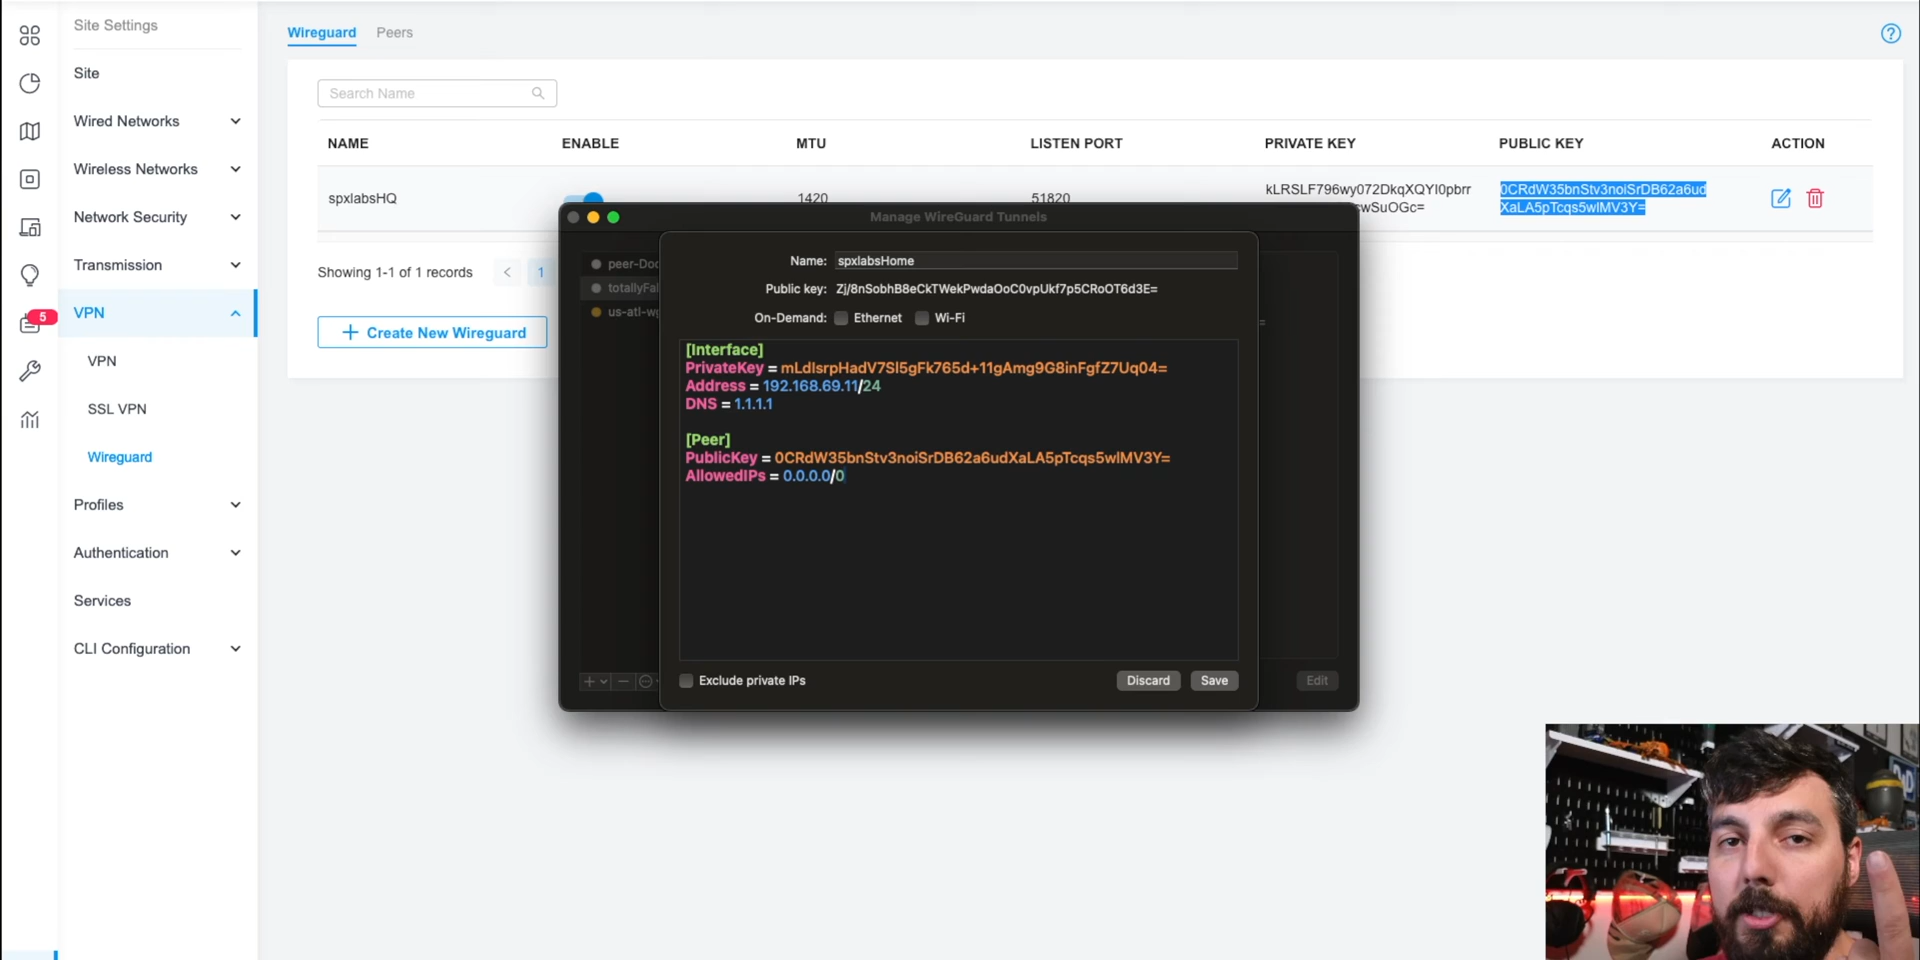 Site Settings
Site
Wired Networks
Wireless Networks
Network Security
Transmission
5
VPN
VPN
SSL VPN
Wireguard
Profiles
Authentication
Services
CLI Configuration
Wireguard Peers
?
Search Name
NAME ENABLE MTU LISTEN PORT PRIVATE KEY PUBLIC KEY ACTION
spxlabsHQ 1420 51820
kLRSLF796wy072DkqXQYI0pbrr
cwSuOGc=
0CRdW35bnStv3noiSrDB62a6ud
XaLA5pTcqs5wIMV3Y=
Showing 1-1 of 1 records < 1
+ Create New Wireguard
Manage WireGuard Tunnels
peer-Doc
totallyFal
us-atl-wg
Name: spxlabsHome
Public key: Zj/8nSobhB8eCkTWekPwdaOoC0vpUkf7p5CRoOT6d3E=
On-Demand: Ethernet Wi-Fi
[Interface]
PrivateKey = mLdIsrpHadV7SI5gFk765d+11gAmg9G8inFgfZ7Uq04=
Address = 192.168.69.11/24
DNS = 1.1.1.1
[Peer]
PublicKey = 0CRdW35bnStv3noiSrDB62a6udXaLA5pTcqs5wIMV3Y=
AllowedIPs = 0.0.0.0/0
Exclude private IPs
Discard Save
Edit